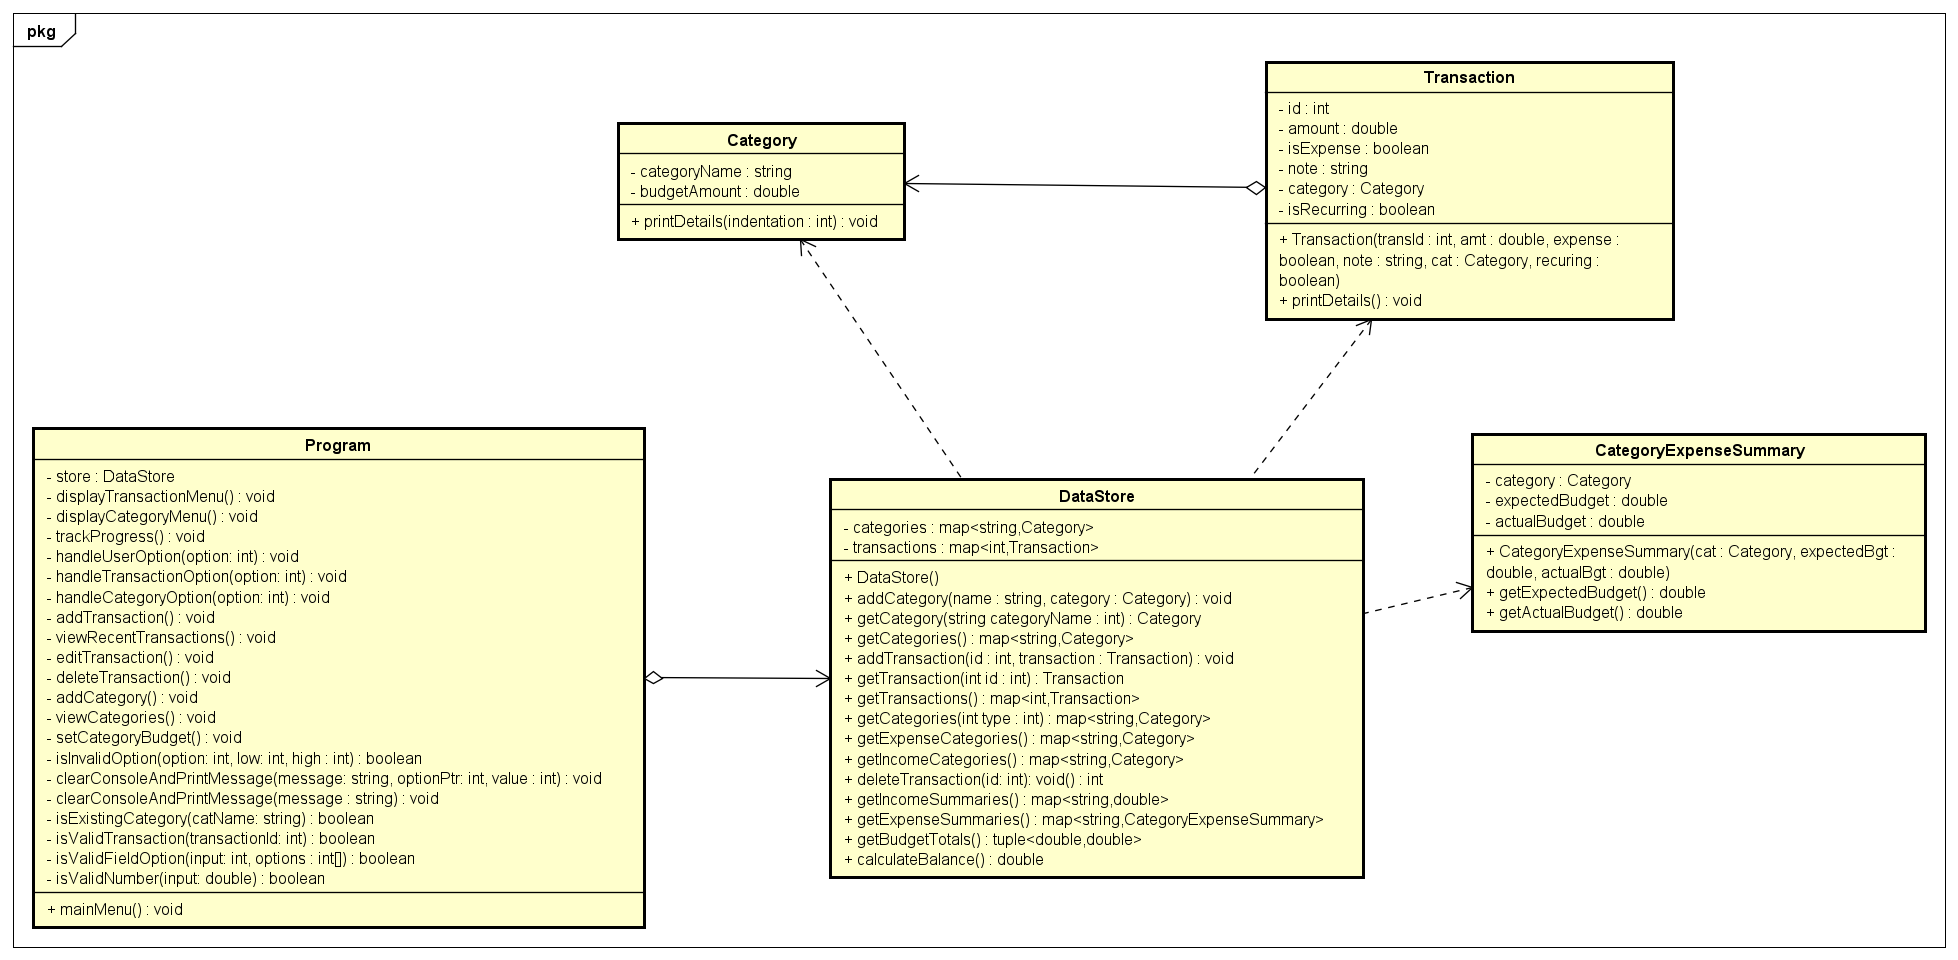 pkg
Transaction
- id : int
- amount : double
- isExpense : boolean
- note : string
- category : Category
- isRecurring : boolean
+ Transaction(transId : int, amt : double, expense :
boolean, note : string, cat : Category, recuring :
boolean)
+ printDetails() : void
Category
- categoryName : string
- budgetAmount : double
+ printDetails(indentation : int) : void
Program
- store : DataStore
- displayTransactionMenu() : void
- displayCategoryMenu() : void
- trackProgress() : void
- handleUserOption(option: int) : void
- handleTransactionOption(option: int) : void
- handleCategoryOption(option: int) : void
- addTransaction() : void
- viewRecentTransactions() : void
- editTransaction() : void
- deleteTransaction() : void
- addCategory() : void
- viewCategories() : void
- setCategoryBudget() : void
- isInvalidOption(option: int, low: int, high : int) : boolean
- clearConsoleAndPrintMessage(message: string, optionPtr: int, value : int) : void
- clearConsoleAndPrintMessage(message : string) : void
- isExistingCategory(catName: string) : boolean
- isValidTransaction(transactionId: int) : boolean
- isValidFieldOption(input: int, options : int[]) : boolean
- isValidNumber(input: double) : boolean
+ mainMenu() : void
DataStore
- categories : map<string,Category>
- transactions : map<int,Transaction>
+ DataStore()
+ addCategory(name : string, category : Category) : void
+ getCategory(string categoryName : int) : Category
+ getCategories() : map<string,Category>
+ addTransaction(id : int, transaction : Transaction) : void
+ getTransaction(int id : int) : Transaction
+ getTransactions() : map<int,Transaction>
+ getCategories(int type : int) : map<string,Category>
+ getExpenseCategories() : map<string,Category>
+ getIncomeCategories() : map<string,Category>
+ deleteTransaction(id: int): void() : int
+ getIncomeSummaries() : map<string,double>
+ getExpenseSummaries() : map<string,CategoryExpenseSummary>
+ getBudgetTotals() : tuple<double,double>
+ calculateBalance() : double
CategoryExpenseSummary
- category : Category
- expectedBudget : double
- actualBudget : double
+ CategoryExpenseSummary(cat : Category, expectedBgt :
double, actualBgt : double)
+ getExpectedBudget() : double
+ getActualBudget() : double